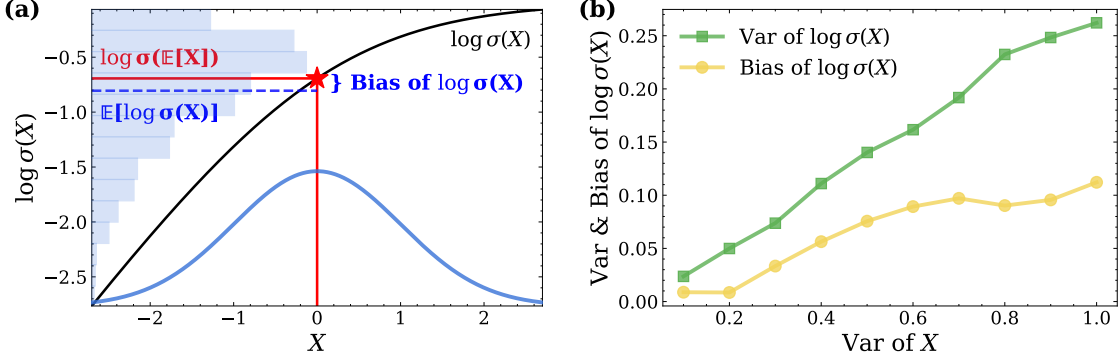 (a)
log σ(X)
−0.5
−1.0
−1.5
−2.0
−2.5
log σ(𝔼[X])
𝔼[log σ(X)]
log σ(X)
} Bias of log σ(X)
−2
−1
0
1
2
X
(b)
Var & Bias of log σ(X)
0.25
0.20
0.15
0.10
0.05
0.00
Var of log σ(X)
Bias of log σ(X)
0.2
0.4
0.6
0.8
1.0
Var of X